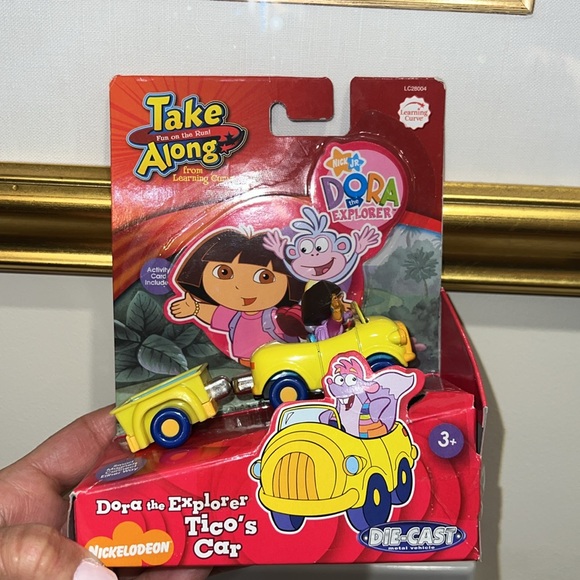 LC28004
Take
Fun on the Run!
Along
from
Learning Curve
Learning
Curve
NICK JR.
DORA
the
EXPLORER
Activity
Card
Included
3+
Dora the Explorer
Tico's
Car
NICKELODEON
DIE-CAST
metal vehicle